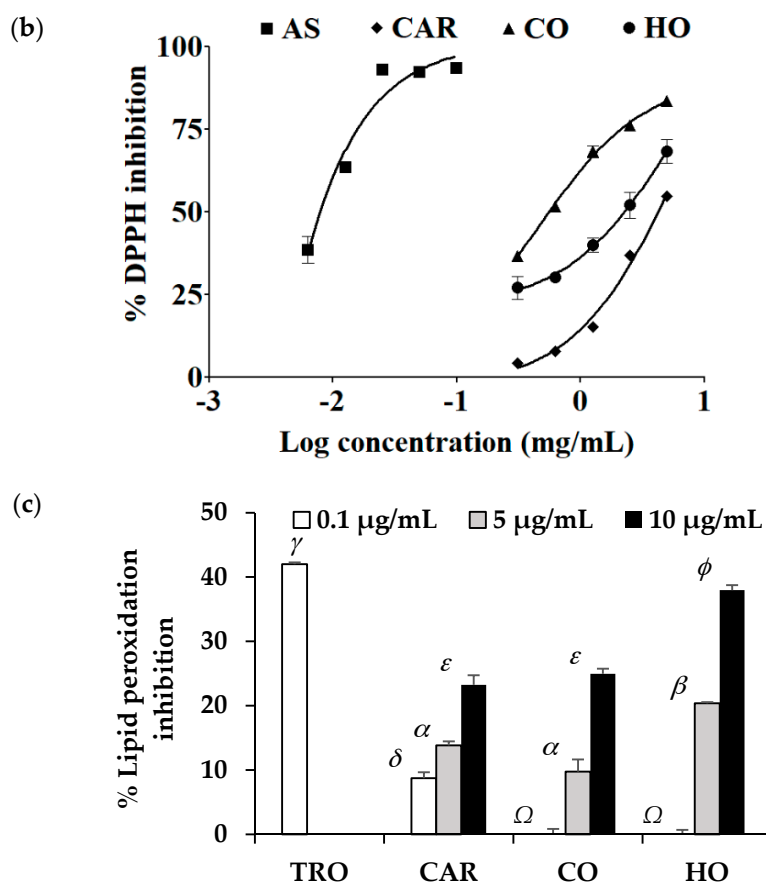 (b)
AS CAR CO HO
100
75
50
25
0
% DPPH inhibition
-3 -2 -1 0 1
Log concentration (mg/mL)
(c)
50
40
30
20
10
0
% Lipid peroxidation
inhibition
0.1 µg/mL 5 µg/mL 10 µg/mL
γ
δ α ε
Ω α ε
Ω β ϕ
TRO CAR CO HO